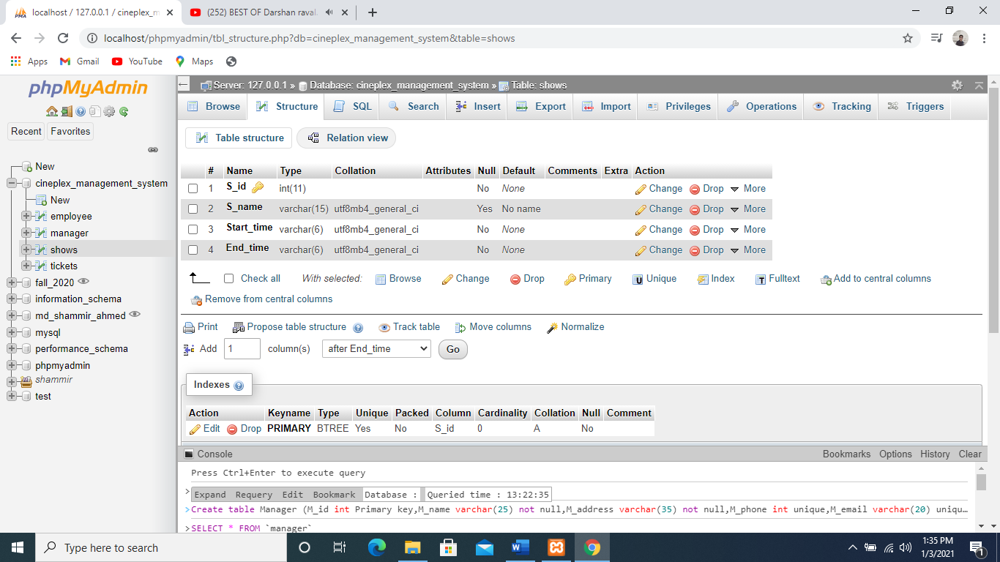 localhost / 127.0.0.1 / cineplex_m
(252) BEST OF Darshan raval
localhost/phpmyadmin/tbl_structure.php?db=cineplex_management_system&table=shows
Apps Gmail YouTube Maps
phpMyAdmin
Recent Favorites
New
cineplex_management_system
New
employee
manager
shows
tickets
fall_2020
information_schema
md_shammir_ahmed
mysql
performance_schema
phpmyadmin
shammir
test
Server: 127.0.0.1 » Database: cineplex_management_system » Table: shows
Browse Structure SQL Search Insert Export Import Privileges Operations Tracking Triggers
Table structure Relation view
# Name Type Collation Attributes Null Default Comments Extra Action
1 S_id int(11) No None Change Drop More
2 S_name varchar(15) utf8mb4_general_ci Yes No name Change Drop More
3 Start_time varchar(6) utf8mb4_general_ci No None Change Drop More
4 End_time varchar(6) utf8mb4_general_ci No None Change Drop More
Check all With selected: Browse Change Drop Primary Unique Index Fulltext Add to central columns
Remove from central columns
Print Propose table structure Track table Move columns Normalize
Add 1 column(s) after End_time Go
Indexes
Action Keyname Type Unique Packed Column Cardinality Collation Null Comment
Edit Drop PRIMARY BTREE Yes No S_id 0 A No
Console Bookmarks Options History Clear
Press Ctrl+Enter to execute query
>Expand Requery Edit Bookmark Database : Queried time : 13:22:35
>Create table Manager (M_id int Primary key,M_name varchar(25) not null,M_address varchar(35) not null,M_phone int unique,M_email varchar(20) uniqu…
>SELECT * FROM `manager`
Type here to search
1:35 PM
1/3/2021
1